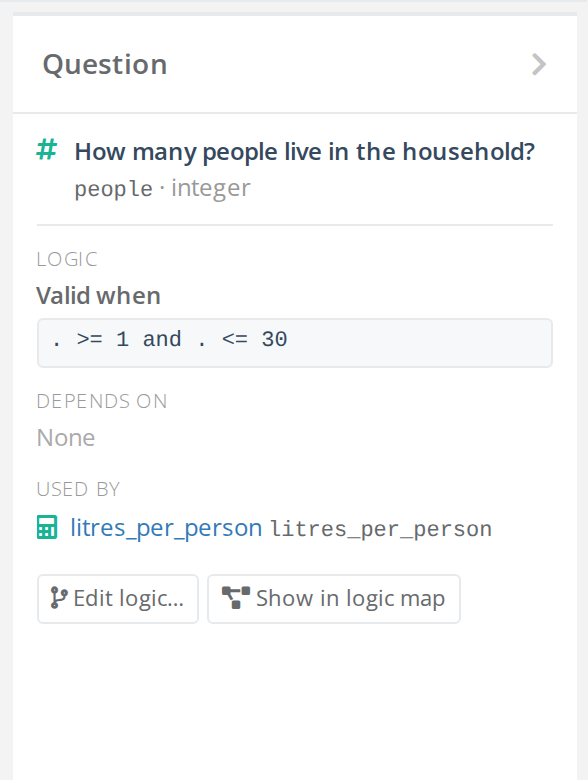 Question
# How many people live in the household?
people · integer
LOGIC
Valid when
. >= 1 and . <= 30
DEPENDS ON
None
USED BY
litres_per_person litres_per_person
Edit logic... Show in logic map